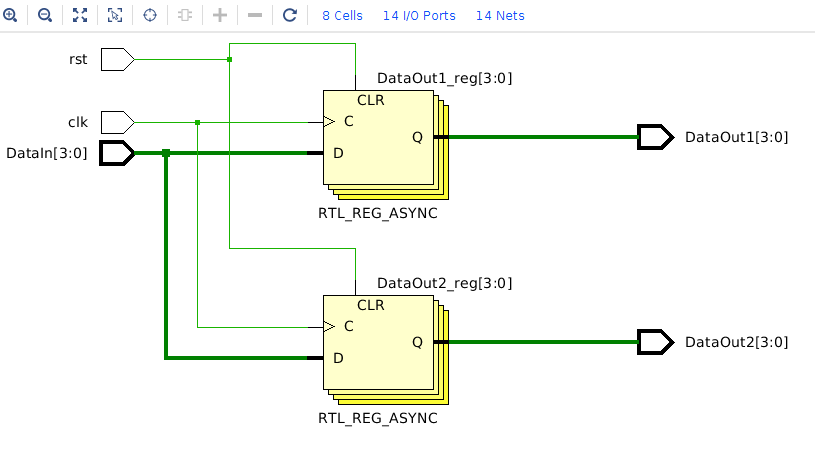 8 Cells 14 I/O Ports 14 Nets
rst
DataOut1_reg[3:0]
CLR
clk
C
Q
DataOut1[3:0]
DataIn[3:0]
D
RTL_REG_ASYNC
DataOut2_reg[3:0]
CLR
C
Q
DataOut2[3:0]
D
RTL_REG_ASYNC